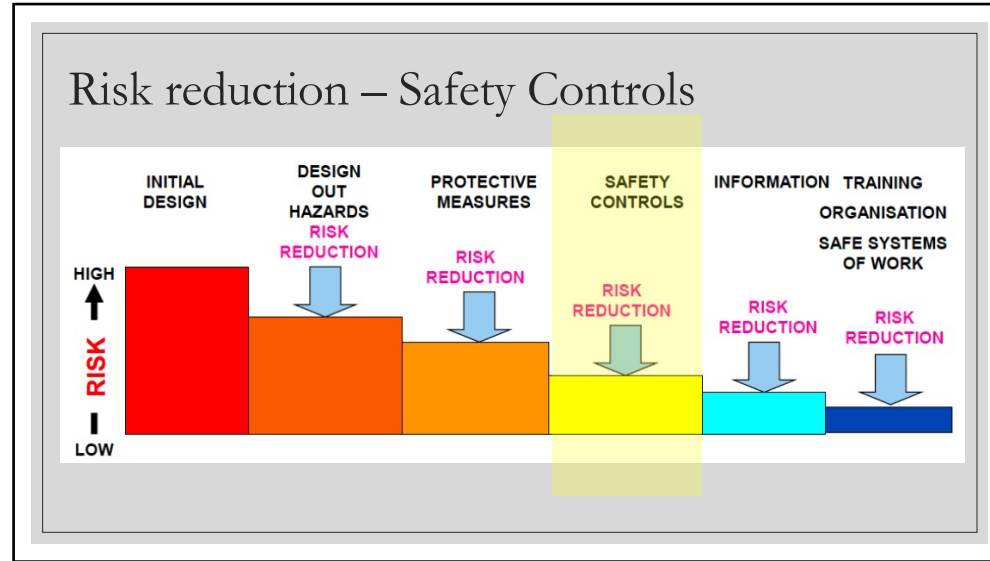 Risk reduction – Safety Controls
INITIAL
DESIGN
DESIGN
OUT
HAZARDS
RISK
REDUCTION
PROTECTIVE
MEASURES
RISK
REDUCTION
SAFETY
CONTROLS
RISK
REDUCTION
INFORMATION
RISK
REDUCTION
TRAINING
ORGANISATION
SAFE SYSTEMS
OF WORK
RISK
REDUCTION
HIGH
RISK
LOW